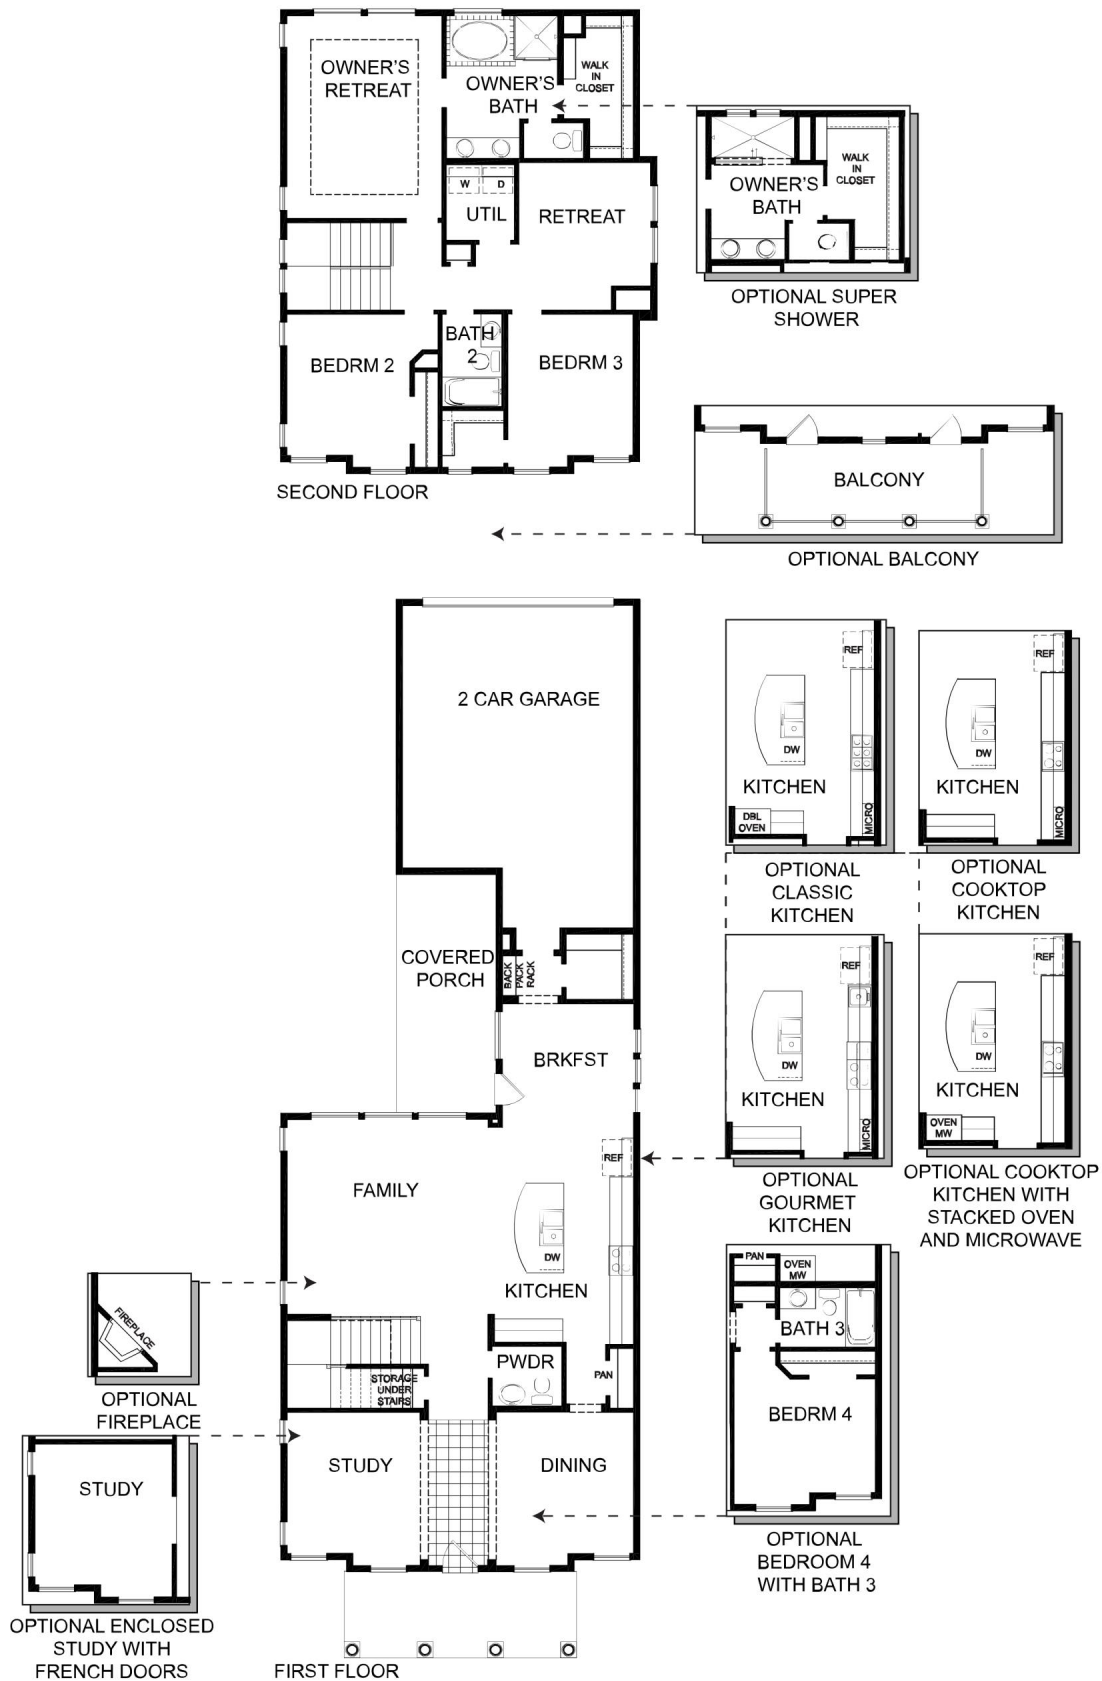 OWNER'S
RETREAT
OWNER'S
BATH
WALK
IN
CLOSET
W D
UTIL
RETREAT
BATH
2
BEDRM 2
BEDRM 3
SECOND FLOOR
WALK
IN
CLOSET
OWNER'S
BATH
OPTIONAL SUPER
SHOWER
BALCONY
OPTIONAL BALCONY
2 CAR GARAGE
COVERED
PORCH
BACK
PACK
RACK
BRKFST
FAMILY
REF
DW
KITCHEN
PWDR
PAN
STORAGE
UNDER
STAIRS
STUDY
DINING
FIRST FLOOR
REF
DW
KITCHEN
DBL
OVEN
MICRO
OPTIONAL
CLASSIC
KITCHEN
REF
DW
KITCHEN
MICRO
OPTIONAL
COOKTOP
KITCHEN
REF
DW
KITCHEN
MICRO
OPTIONAL
GOURMET
KITCHEN
REF
DW
KITCHEN
OVEN
MW
OPTIONAL COOKTOP
KITCHEN WITH
STACKED OVEN
AND MICROWAVE
PAN
OVEN
MW
BATH 3
BEDRM 4
OPTIONAL
BEDROOM 4
WITH BATH 3
FIREPLACE
OPTIONAL
FIREPLACE
STUDY
OPTIONAL ENCLOSED
STUDY WITH
FRENCH DOORS